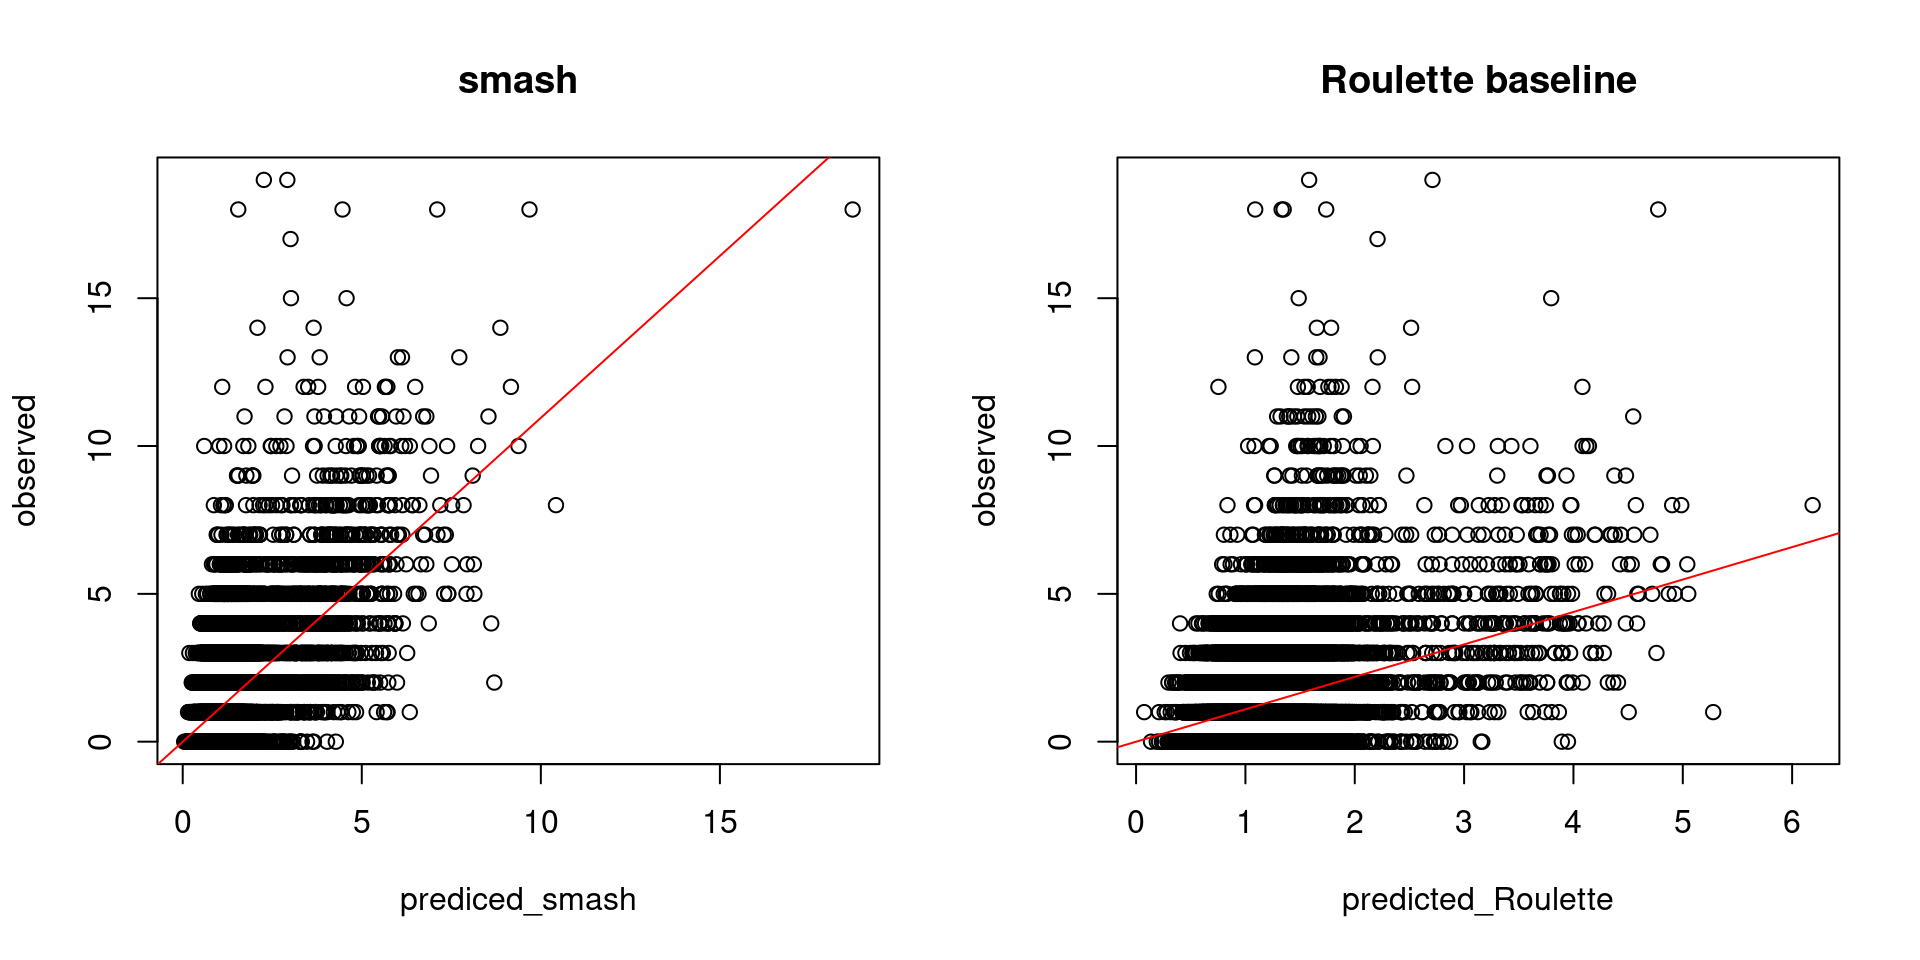 smash
observed
15
10
5
0
0 5 10 15
prediced_smash
Roulette baseline
observed
15
10
5
0
0 1 2 3 4 5 6
predicted_Roulette